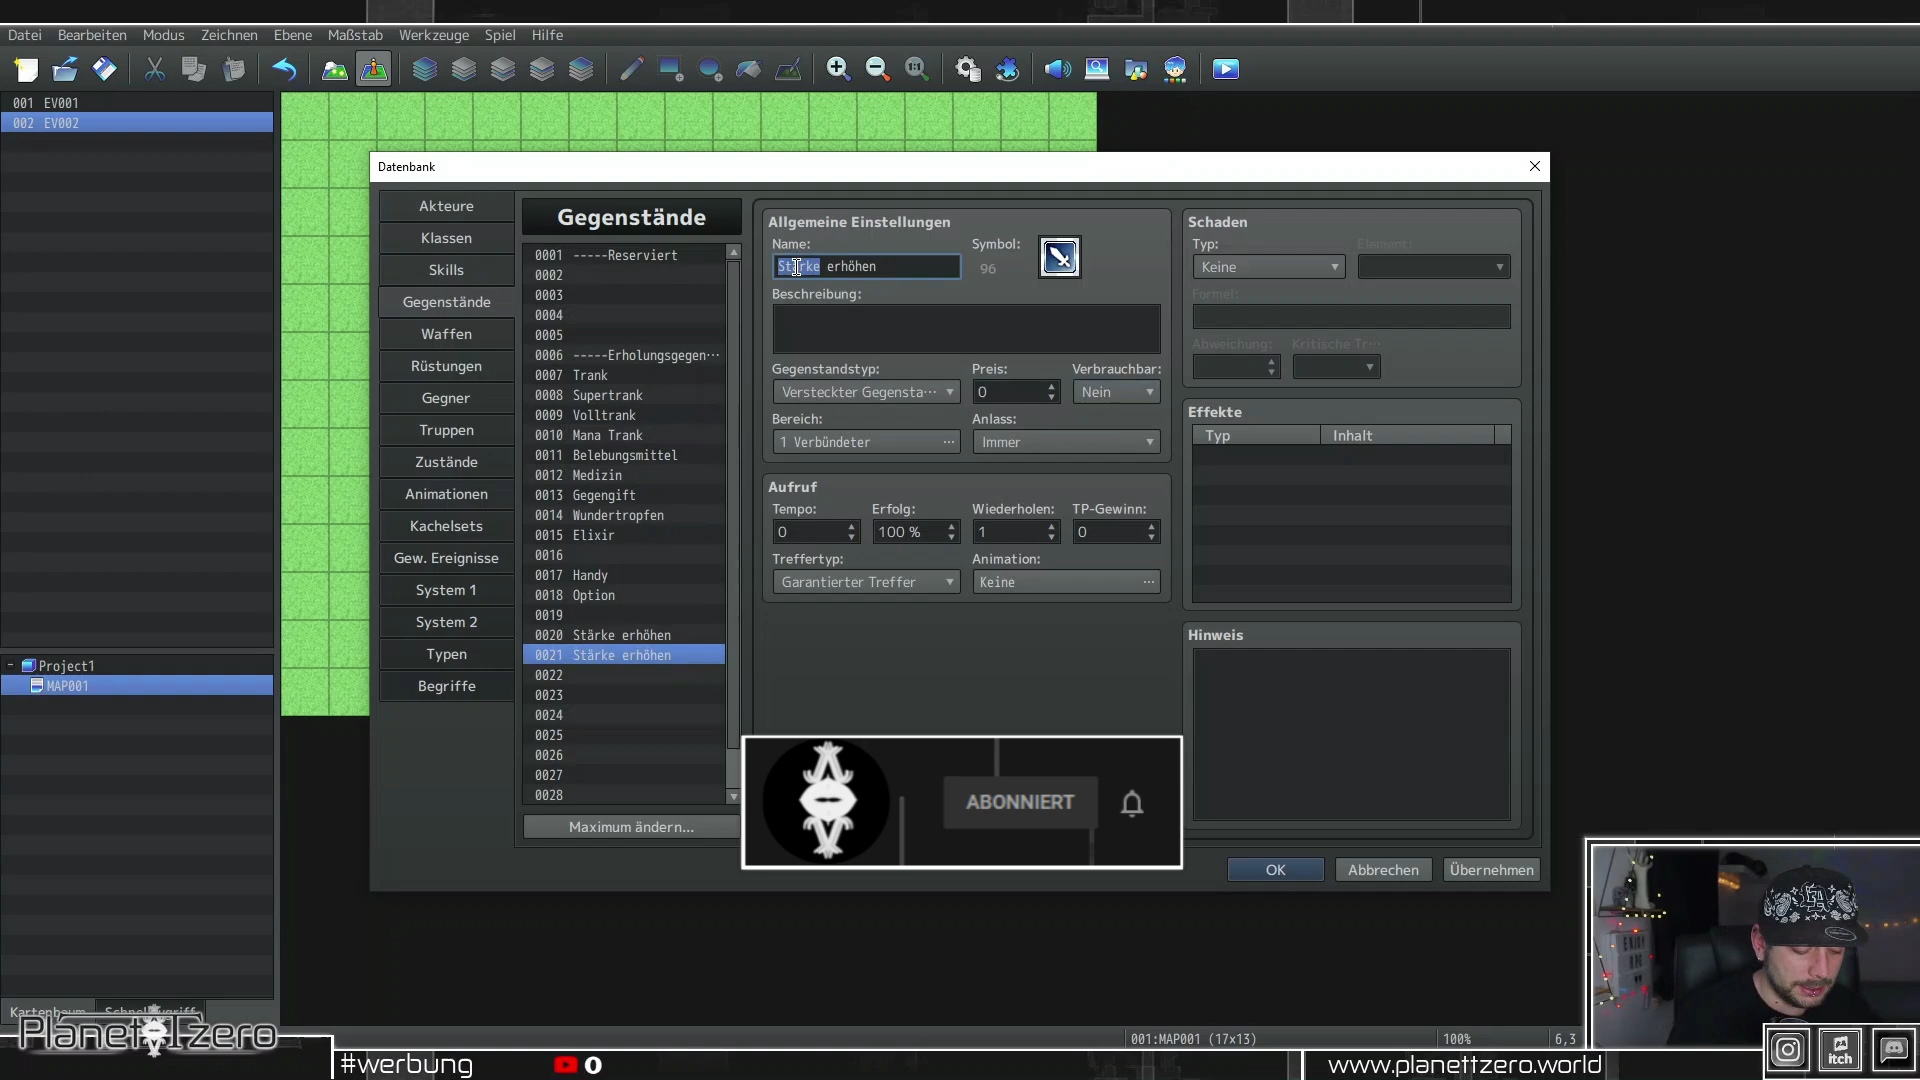 Datei Bearbeiten Modus Zeichnen Ebene Maßstab Werkzeuge Spiel Hilfe
001 EV001
002 EV002
Datenbank
Akteure
Klassen
Skills
Gegenstände
Waffen
Rüstungen
Gegner
Truppen
Zustände
Animationen
Kachelsets
Gew. Ereignisse
System 1
System 2
Typen
Begriffe
Gegenstände
0001 -----Reserviert
0002
0003
0004
0005
0006 -----Erholungsgegen···
0007 Trank
0008 Supertrank
0009 Volltrank
0010 Mana Trank
0011 Belebungsmittel
0012 Medizin
0013 Gegengift
0014 Wundertropfen
0015 Elixir
0016
0017 Handy
0018 Option
0019
0020 Stärke erhöhen
0021 Stärke erhöhen
0022
0023
0024
0025
0026
0027
0028
Maximum ändern...
Allgemeine Einstellungen
Name: Symbol:
Stärke erhöhen 96
Beschreibung:
Gegenstandstyp: Preis: Verbrauchbar:
Versteckter Gegensta··· 0 Nein
Bereich: Anlass:
1 Verbündeter ··· Immer
Aufruf
Tempo: Erfolg: Wiederholen: TP-Gewinn:
0 100 % 1 0
Treffertyp: Animation:
Garantierter Treffer Keine ···
Schaden
Typ: Element:
Keine
Formel:
Abweichung: Kritische Tr···
Effekte
Typ Inhalt
Hinweis
ABONNIERT
OK Abbrechen Übernehmen
Project1
MAP001
PlanetTzero
001:MAP001 (17x13) 100% 6,3
#werbung 0 www.planettzero.world
itch